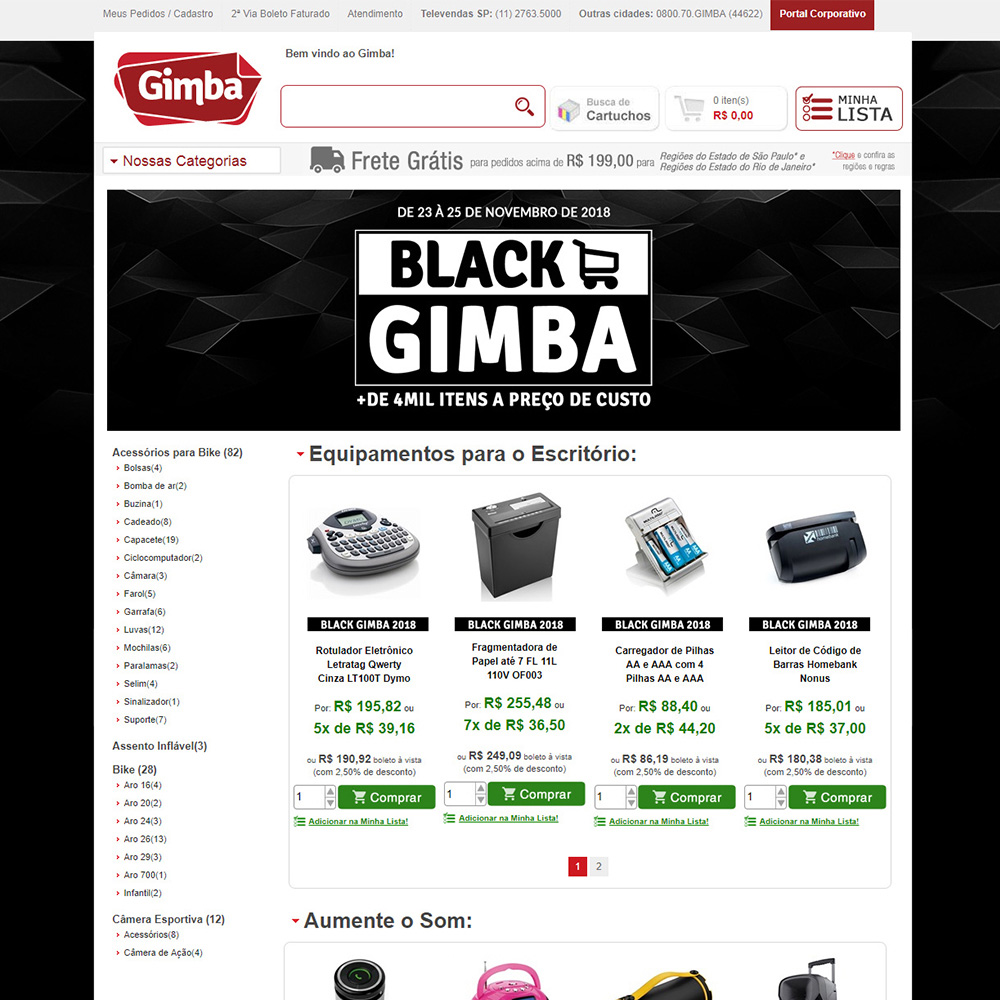 Meus Pedidos / Cadastro 2ª Via Boleto Faturado Atendimento Televendas SP: (11) 2763.5000 Outras cidades: 0800.70.GIMBA (44622) Portal Corporativo
Gimba
Bem vindo ao Gimba!
Busca de
Cartuchos
0 iten(s)
R$ 0,00
MINHA
LISTA
Nossas Categorias
Frete Grátis para pedidos acima de R$ 199,00 para
Regiões do Estado de São Paulo* e
Regiões do Estado do Rio de Janeiro*
*Clique e confira as
regiões e regras
DE 23 À 25 DE NOVEMBRO DE 2018
BLACK
GIMBA
+DE 4MIL ITENS A PREÇO DE CUSTO
Acessórios para Bike (82)
Bolsas(4)
Bomba de ar(2)
Buzina(1)
Cadeado(8)
Capacete(19)
Ciclocomputador(2)
Câmara(3)
Farol(5)
Garrafa(6)
Luvas(12)
Mochilas(6)
Paralamas(2)
Selim(4)
Sinalizador(1)
Suporte(7)
Assento Inflável(3)
Bike (28)
Aro 16(4)
Aro 20(2)
Aro 24(3)
Aro 26(13)
Aro 29(3)
Aro 700(1)
Infantil(2)
Câmera Esportiva (12)
Acessórios(8)
Câmera de Ação(4)
Equipamentos para o Escritório:
BLACK GIMBA 2018
Rotulador Eletrônico
Letratag Qwerty
Cinza LT100T Dymo
Por: R$ 195,82 ou
5x de R$ 39,16
ou R$ 190,92 boleto à vista
(com 2,50% de desconto)
1 Comprar
Adicionar na Minha Lista!
BLACK GIMBA 2018
Fragmentadora de
Papel até 7 FL 11L
110V OF003
Por: R$ 255,48 ou
7x de R$ 36,50
ou R$ 249,09 boleto à vista
(com 2,50% de desconto)
1 Comprar
Adicionar na Minha Lista!
BLACK GIMBA 2018
Carregador de Pilhas
AA e AAA com 4
Pilhas AA e AAA
Por: R$ 88,40 ou
2x de R$ 44,20
ou R$ 86,19 boleto à vista
(com 2,50% de desconto)
1 Comprar
Adicionar na Minha Lista!
homebank
BLACK GIMBA 2018
Leitor de Código de
Barras Homebank
Nonus
Por: R$ 185,01 ou
5x de R$ 37,00
ou R$ 180,38 boleto à vista
(com 2,50% de desconto)
1 Comprar
Adicionar na Minha Lista!
1 2
Aumente o Som: